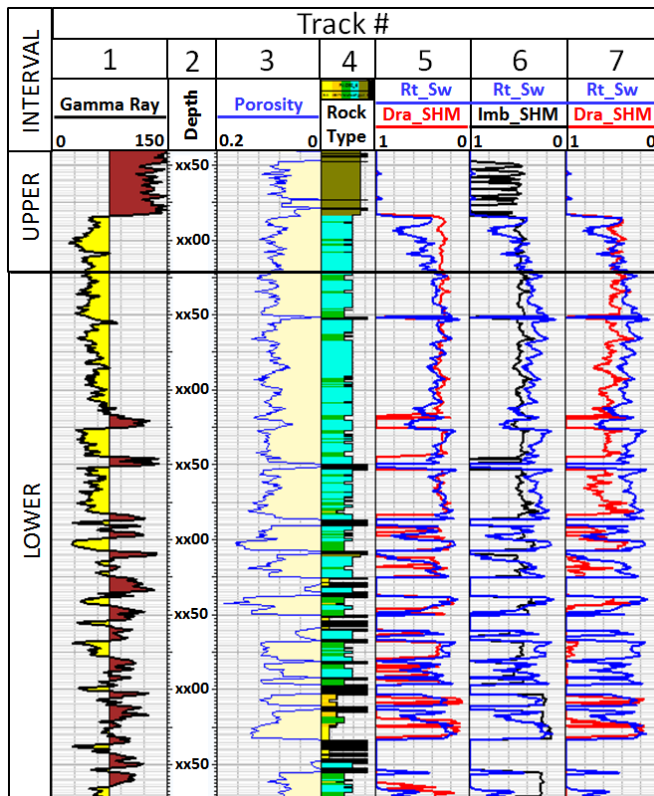 Track #
INTERVAL
1 2 3 4 5 6 7
Gamma Ray
0 150
Depth
Porosity
0.2 0
Rock
Type
Rt_Sw
Dra_SHM
1 0
Rt_Sw
Imb_SHM
1 0
Rt_Sw
Dra_SHM
1 0
UPPER
LOWER
xx50
xx00
xx50
xx00
xx50
xx00
xx50
xx00
xx50